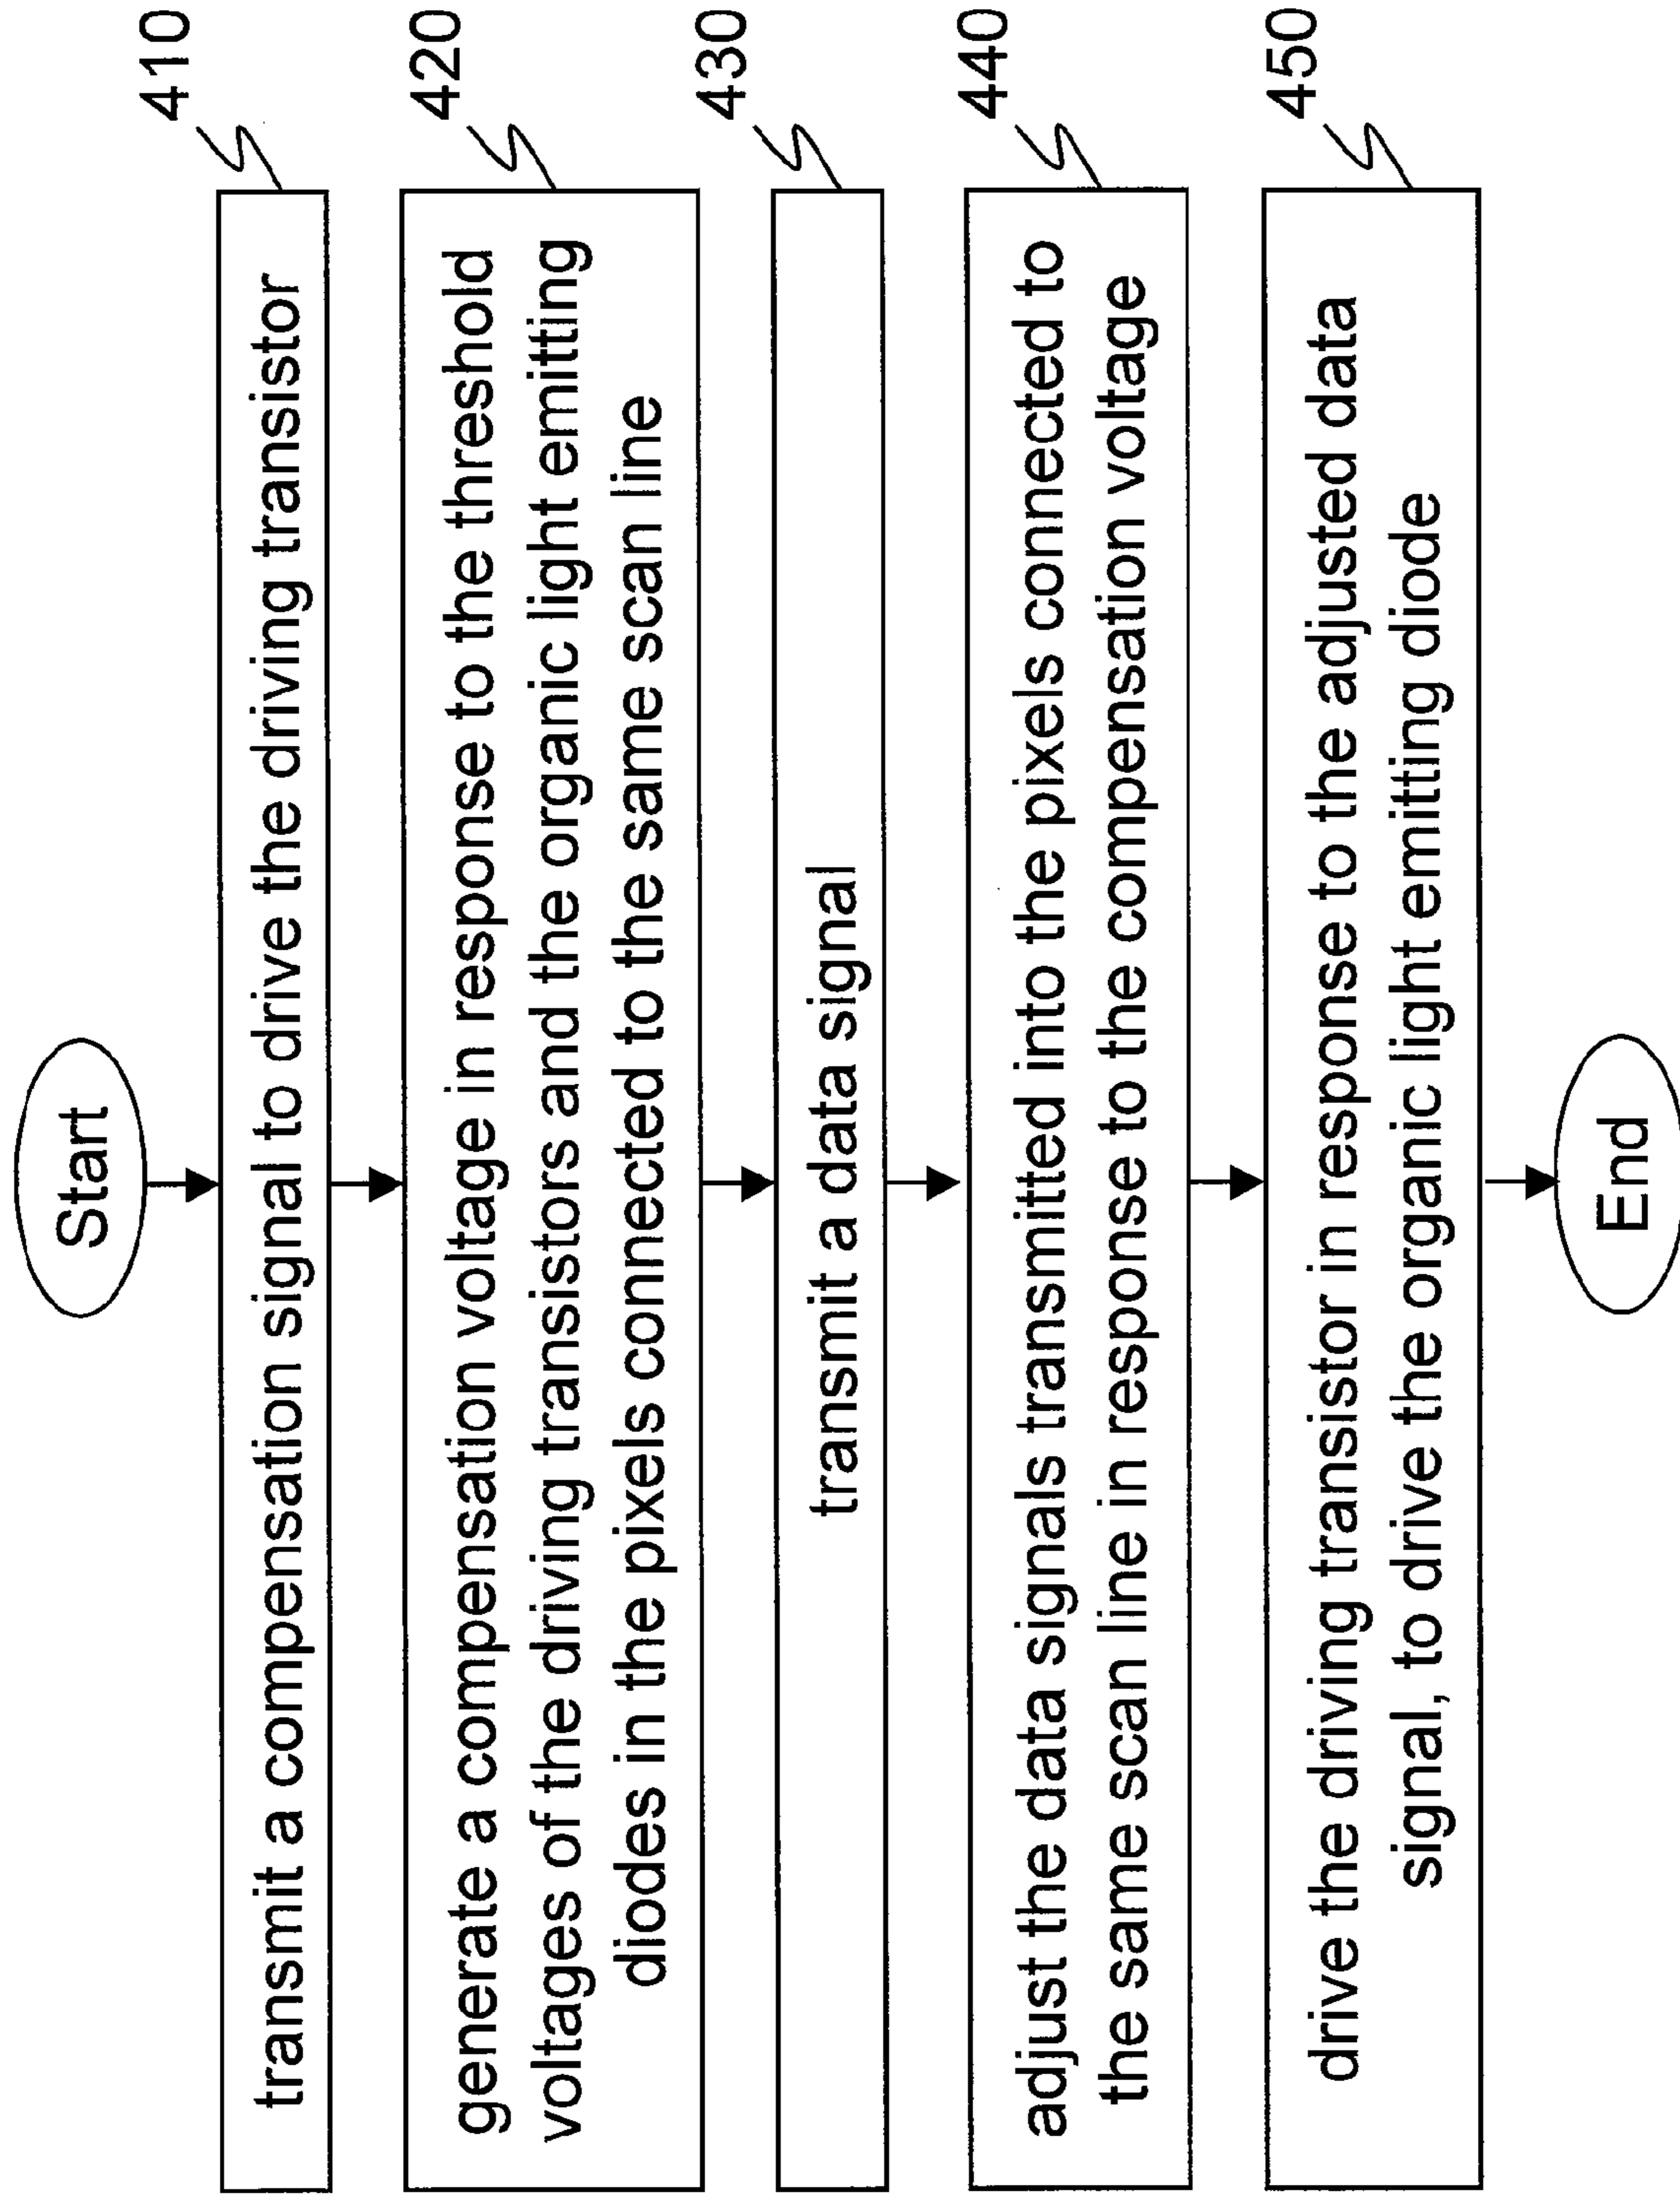 Start
410
transmit a compensation signal to drive the driving transistor
420
generate a compensation voltage in response to the threshold
voltages of the driving transistors and the organic light emitting
diodes in the pixels connected to the same scan line
430
transmit a data signal
440
adjust the data signals transmitted into the pixels connected to
the same scan line in response to the compensation voltage
450
drive the driving transistor in response to the adjusted data
signal, to drive the organic light emitting diode
End